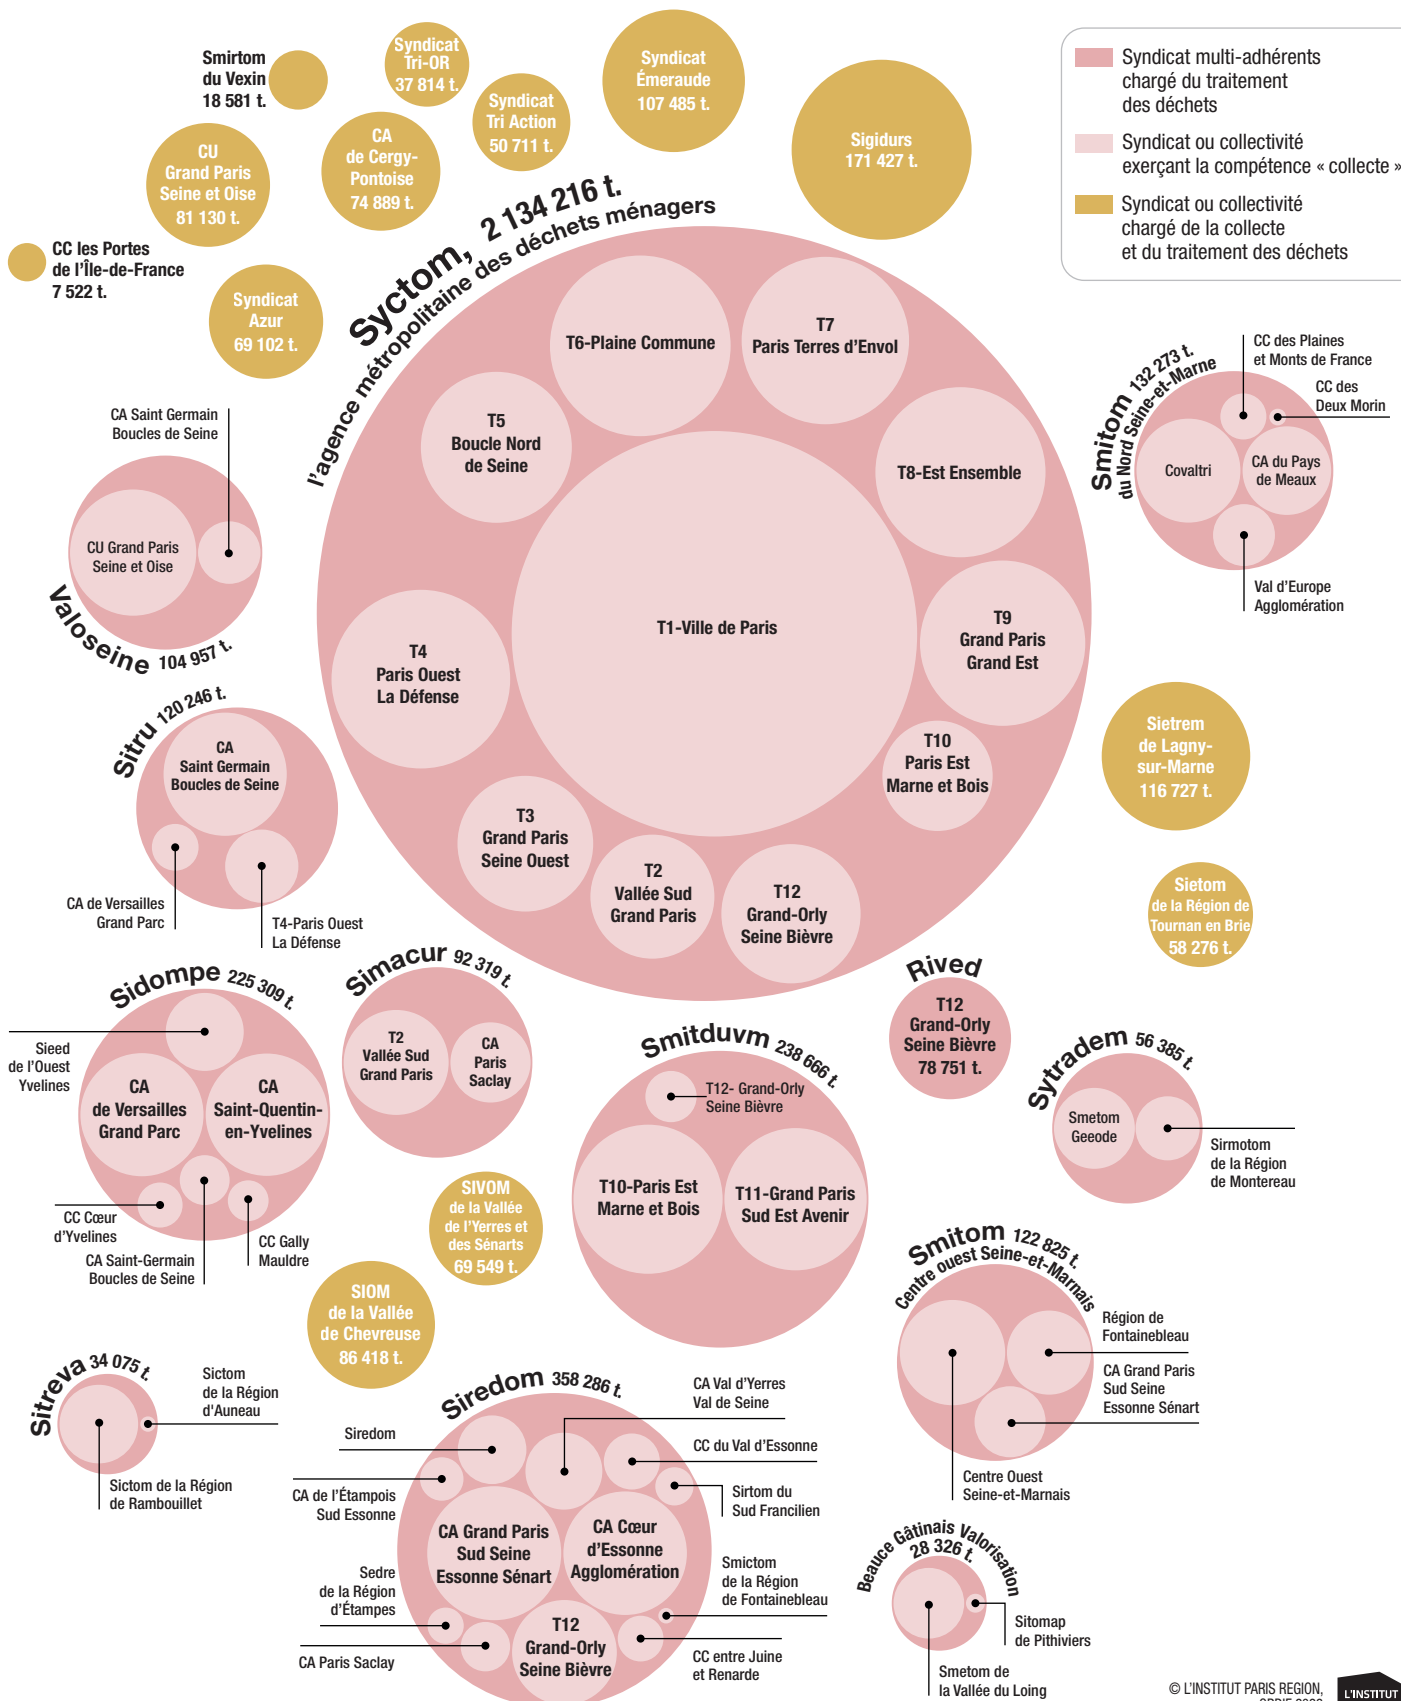 Smirtom
du Vexin
18 581 t.
Syndicat
Tri-OR
37 814 t.
Syndicat
Tri Action
50 711 t.
Syndicat
Émeraude
107 485 t.
Sigidurs
171 427 t.
Syndicat multi-adhérents
chargé du traitement
des déchets
Syndicat ou collectivité
exerçant la compétence « collecte »
Syndicat ou collectivité
chargé de la collecte
et du traitement des déchets
CU
Grand Paris
Seine et Oise
81 130 t.
CA
de Cergy-
Pontoise
74 889 t.
CC les Portes
de l'Île-de-France
7 522 t.
Syndicat
Azur
69 102 t.
Syctom, 2 134 216 t.
l'agence métropolitaine des déchets ménagers
T6-Plaine Commune
T7
Paris Terres d'Envol
T5
Boucle Nord
de Seine
T8-Est Ensemble
T1-Ville de Paris
T9
Grand Paris
Grand Est
T4
Paris Ouest
La Défense
T10
Paris Est
Marne et Bois
T3
Grand Paris
Seine Ouest
T2
Vallée Sud
Grand Paris
T12
Grand-Orly
Seine Bièvre
Smitom 132 273 t.
du Nord Seine-et-Marne
CC des Plaines
et Monts de France
CC des
Deux Morin
Covaltri
CA du Pays
de Meaux
Val d'Europe
Agglomération
CA Saint Germain
Boucles de Seine
CU Grand Paris
Seine et Oise
Valoseine 104 957 t.
Sitru 120 246 t.
CA
Saint Germain
Boucles de Seine
CA de Versailles
Grand Parc
T4-Paris Ouest
La Défense
Sietrem
de Lagny-
sur-Marne
116 727 t.
Sietom
de la Région de
Tournan en Brie
58 276 t.
Sidompe 225 309 t.
Sieed
de l'Ouest
Yvelines
CA
de Versailles
Grand Parc
CA
Saint-Quentin-
en-Yvelines
CC Cœur
d'Yvelines
CA Saint-Germain
Boucles de Seine
CC Gally
Mauldre
Simacur 92 319 t.
T2
Vallée Sud
Grand Paris
CA
Paris
Saclay
Rived
T12
Grand-Orly
Seine Bièvre
78 751 t.
Smitduvm 238 666 t.
T12- Grand-Orly
Seine Bièvre
T10-Paris Est
Marne et Bois
T11-Grand Paris
Sud Est Avenir
Sytradem 56 385 t.
Smetom
Geeode
Sirmotom
de la Région
de Montereau
SIVOM
de la Vallée
de l'Yerres et
des Sénarts
69 549 t.
SIOM
de la Vallée
de Chevreuse
86 418 t.
Smitom 122 825 t.
Centre ouest Seine-et-Marnais
Région de
Fontainebleau
CA Grand Paris
Sud Seine
Essonne Sénart
Centre Ouest
Seine-et-Marnais
Sitreva 34 075 t.
Sictom
de la Région
d'Auneau
Sictom de la Région
de Rambouillet
Siredom 358 286 t.
Siredom
CA Val d'Yerres
Val de Seine
CC du Val d'Essonne
CA de l'Étampois
Sud Essonne
Sirtom du
Sud Francilien
CA Grand Paris
Sud Seine
Essonne Sénart
CA Cœur
d'Essonne
Agglomération
Sedre
de la Région
d'Étampes
Smictom
de la Région
de Fontainebleau
T12
Grand-Orly
Seine Bièvre
CA Paris Saclay
CC entre Juine
et Renarde
Beauce Gâtinais Valorisation
28 326 t.
Sitomap
de Pithiviers
Smetom de
la Vallée du Loing
© L'INSTITUT PARIS REGION,
L'INSTITUT